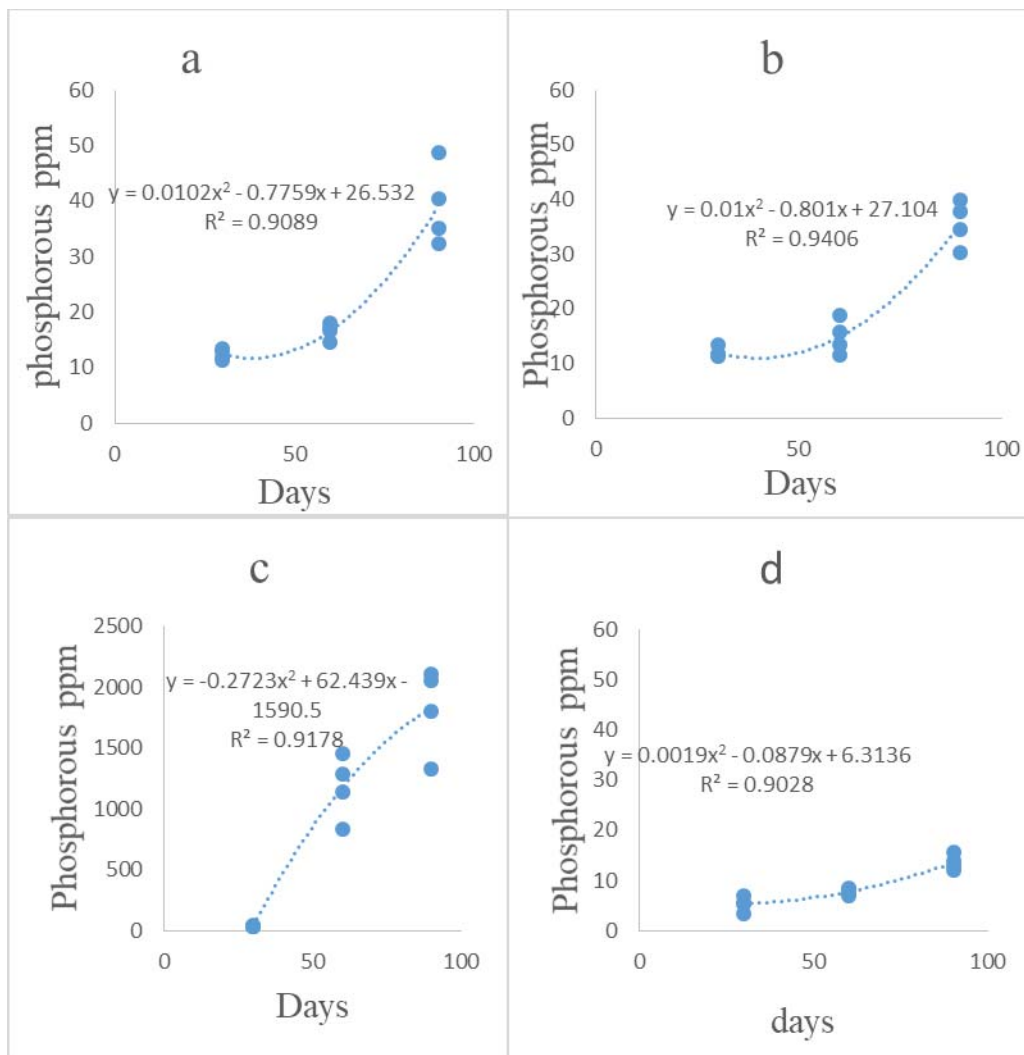 a
phosphorous ppm
60
50
40
30
20
10
0
y = 0.0102x² - 0.7759x + 26.532
R² = 0.9089
0 50 100
Days
b
Phosphorous ppm
60
50
40
30
20
10
0
y = 0.01x² - 0.801x + 27.104
R² = 0.9406
0 50 100
Days
c
Phosphorous ppm
2500
2000
1500
1000
500
0
y = -0.2723x² + 62.439x -
1590.5
R² = 0.9178
0 50 100
Days
d
Phosphorous ppm
60
50
40
30
20
10
0
y = 0.0019x² - 0.0879x + 6.3136
R² = 0.9028
0 50 100
days